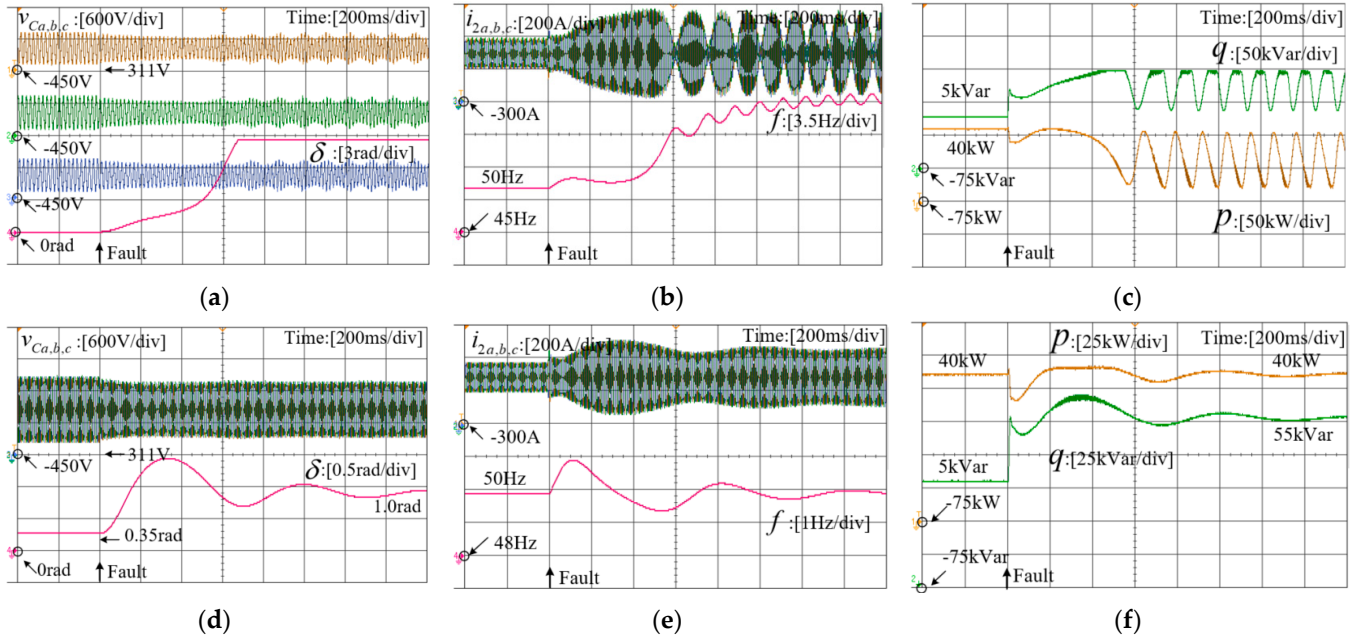 v_Ca,b,c :[600V/div] Time:[200ms/div]
-450V 311V
-450V
δ :[3rad/div]
-450V
0rad Fault
(a)
i_2a,b,c :[200A/div] Time:[200ms/div]
-300A
f :[3.5Hz/div]
50Hz
45Hz
Fault
(b)
Time:[200ms/div]
q :[50kVar/div]
5kVar
40kW
-75kVar
-75kW
p :[50kW/div]
Fault
(c)
v_Ca,b,c :[600V/div] Time:[200ms/div]
-450V 311V
δ :[0.5rad/div]
1.0rad
0.35rad
0rad Fault
(d)
i_2a,b,c :[200A/div] Time:[200ms/div]
-300A
50Hz
f :[1Hz/div]
48Hz
Fault
(e)
Time:[200ms/div]
p :[25kW/div]
40kW 40kW
55kVar
5kVar q :[25kVar/div]
-75kW
-75kVar
Fault
(f)